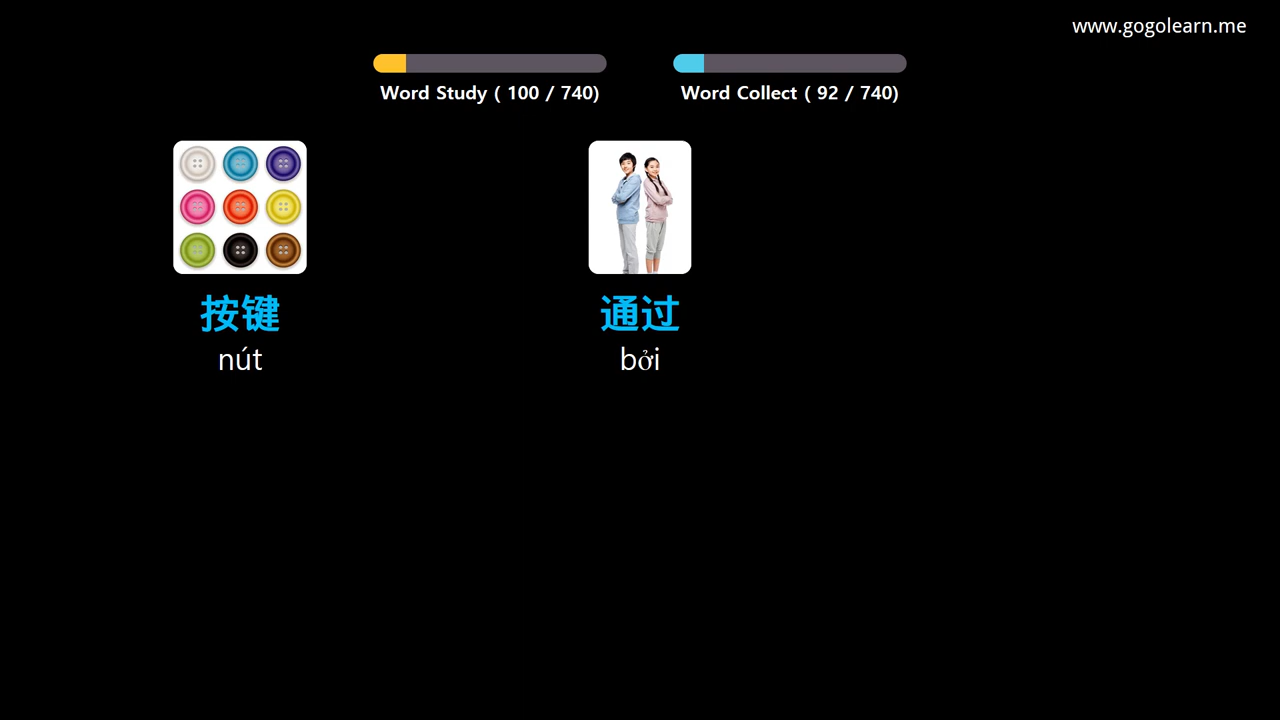 www.gogolearn.me
Word Study ( 100 / 740)
Word Collect ( 92 / 740)
按键
nút
通过
bởi